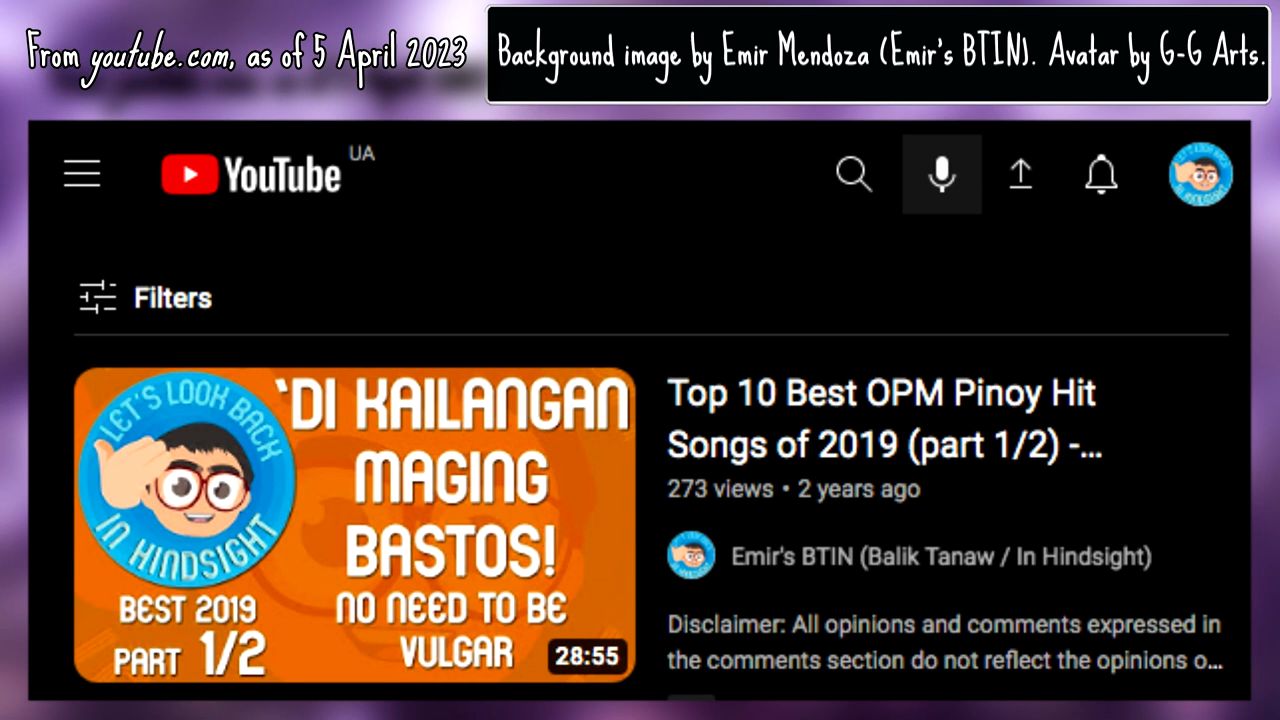 From youtube.com, as of 5 April 2023
Background image by Emir Mendoza (Emir's BTIN). Avatar by G-G Arts.
YouTube UA
Filters
LET'S LOOK BACK
IN HINDSIGHT
BEST 2019
PART 1/2
'DI KAILANGAN
MAGING
BASTOS!
NO NEED TO BE
VULGAR
28:55
Top 10 Best OPM Pinoy Hit
Songs of 2019 (part 1/2) -...
273 views • 2 years ago
Emir's BTIN (Balik Tanaw / In Hindsight)
Disclaimer: All opinions and comments expressed in
the comments section do not reflect the opinions o...